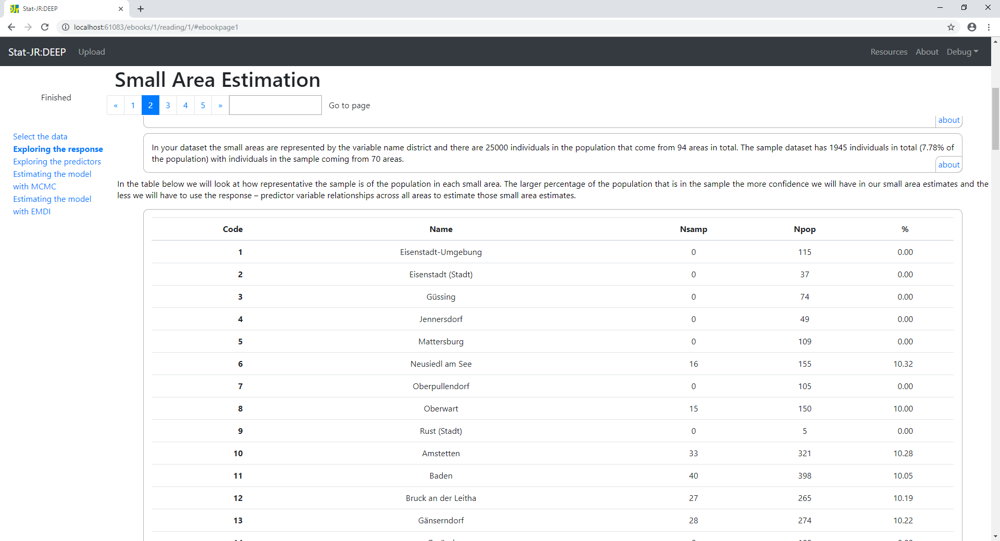 Stat-JR:DEEP
localhost:61083/ebooks/1/reading/1/#ebookpage1
Stat-JR:DEEP Upload Resources About Debug
Small Area Estimation
Finished
« 1 2 3 4 5 » Go to page
about
Select the data
Exploring the response
Exploring the predictors
Estimating the model
with MCMC
Estimating the model
with EMDI
In your dataset the small areas are represented by the variable name district and there are 25000 individuals in the population that come from 94 areas in total. The sample dataset has 1945 individuals in total (7.78% of
the population) with individuals in the sample coming from 70 areas.
about
In the table below we will look at how representative the sample is of the population in each small area. The larger percentage of the population that is in the sample the more confidence we will have in our small area estimates and the
less we will have to use the response – predictor variable relationships across all areas to estimate those small area estimates.
Code Name Nsamp Npop %
1 Eisenstadt-Umgebung 0 115 0.00
2 Eisenstadt (Stadt) 0 37 0.00
3 Güssing 0 74 0.00
4 Jennersdorf 0 49 0.00
5 Mattersburg 0 109 0.00
6 Neusiedl am See 16 155 10.32
7 Oberpullendorf 0 105 0.00
8 Oberwart 15 150 10.00
9 Rust (Stadt) 0 5 0.00
10 Amstetten 33 321 10.28
11 Baden 40 398 10.05
12 Bruck an der Leitha 27 265 10.19
13 Gänserndorf 28 274 10.22